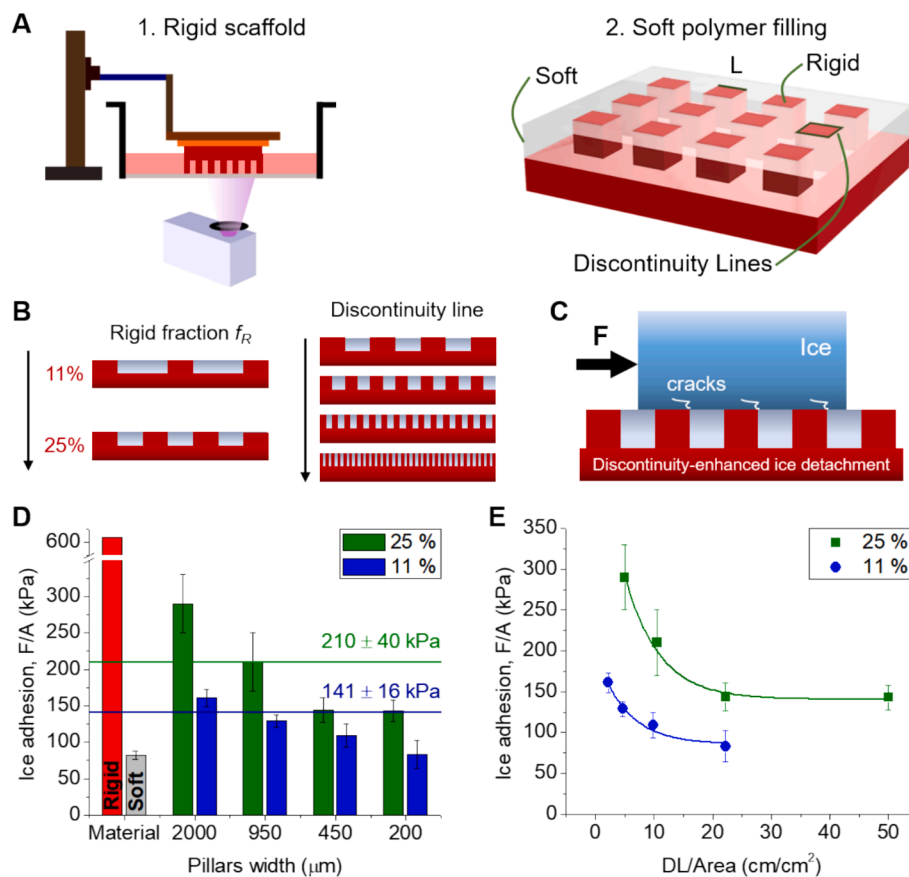 A
1. Rigid scaffold
2. Soft polymer filling
Soft
L
Rigid
Discontinuity Lines
B
Rigid fraction f_R
11%
25%
Discontinuity line
C
F
Ice
cracks
Discontinuity-enhanced ice detachment
D
Ice adhesion, F/A (kPa)
600
300
250
200
150
100
50
0
25 %
11 %
210 ± 40 kPa
141 ± 16 kPa
Rigid
Soft
Material 2000 950 450 200
Pillars width (μm)
E
Ice adhesion, F/A (kPa)
350
300
250
200
150
100
50
0
25 %
11 %
0 10 20 30 40 50
DL/Area (cm/cm²)